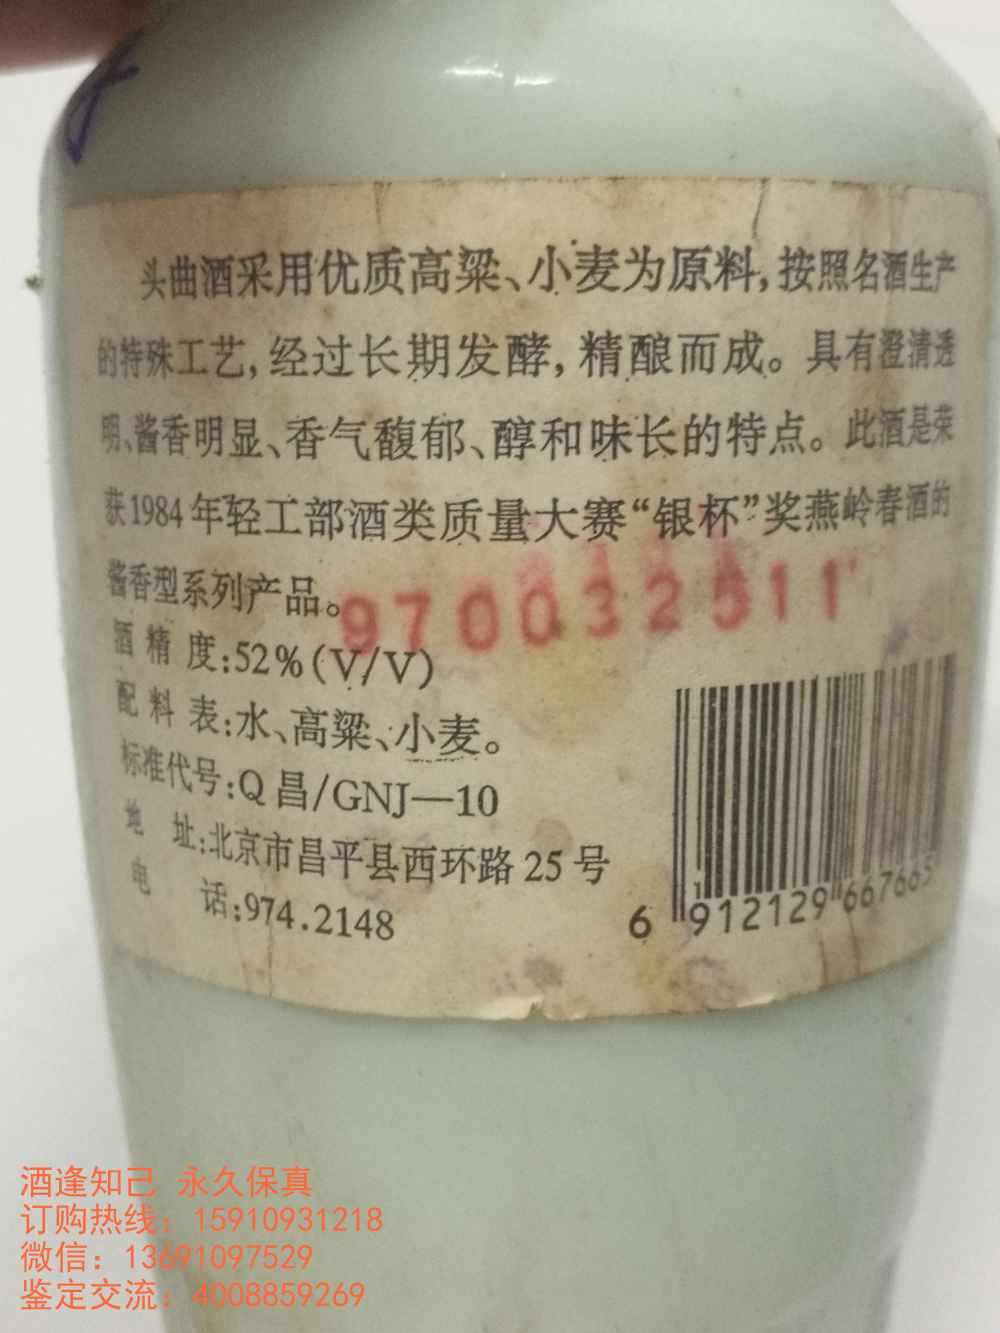 头曲酒采用优质高粱、小麦为原料,按照名酒生产
的特殊工艺,经过长期发酵,精酿而成。具有澄清透
明、酱香明显、香气馥郁、醇和味长的特点。此酒是荣
获1984年轻工部酒类质量大赛“银杯”奖燕岭春酒的
酱香型系列产品。
970032511
酒精度:52%(V/V)
配料表:水、高粱、小麦。
标准代号:Q昌/GNJ—10
地址:北京市昌平县西环路25号
电话:974.2148
6 912129 667665
酒逢知己 永久保真
订购热线：15910931218
微信：13691097529
鉴定交流：4008859269